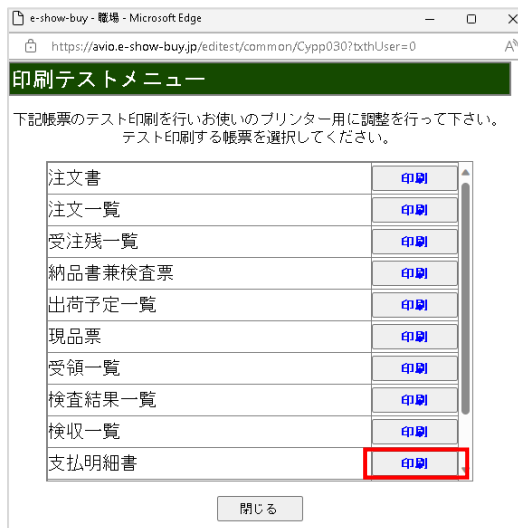 e-show-buy - 職場 - Microsoft Edge
https://avio.e-show-buy.jp/editest/common/Cypp030?txthUser=0
印刷テストメニュー
下記帳票のテスト印刷を行いお使いのプリンター用に調整を行って下さい。
テスト印刷する帳票を選択してください。
注文書 印刷
注文一覧 印刷
受注残一覧 印刷
納品書兼検査票 印刷
出荷予定一覧 印刷
現品票 印刷
受領一覧 印刷
検査結果一覧 印刷
検収一覧 印刷
支払明細書 印刷
閉じる